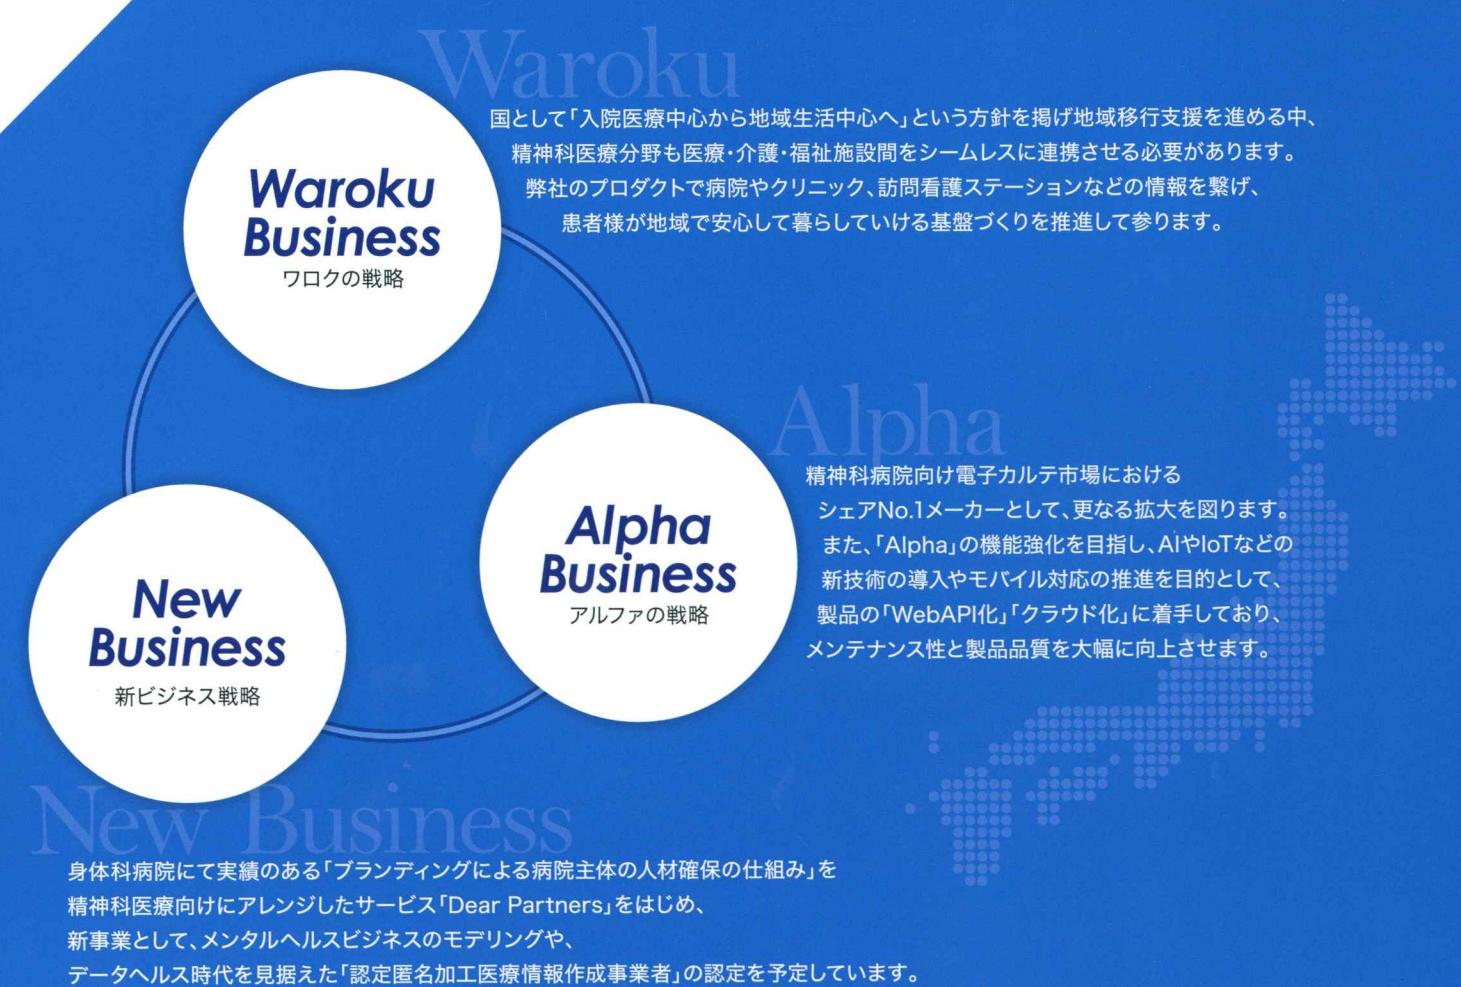 Waroku
国として「入院医療中心から地域生活中心へ」という方針を掲げ地域移行支援を進める中、
精神科医療分野も医療・介護・福祉施設間をシームレスに連携させる必要があります。
弊社のプロダクトで病院やクリニック、訪問看護ステーションなどの情報を繋げ、
患者様が地域で安心して暮らしていける基盤づくりを推進して参ります。
Waroku
Business
ワロクの戦略
Alpha
精神科病院向け電子カルテ市場における
シェアNo.1メーカーとして、更なる拡大を図ります。
また、「Alpha」の機能強化を目指し、AIやIoTなどの
新技術の導入やモバイル対応の推進を目的として、
製品の「WebAPI化」「クラウド化」に着手しており、
メンテナンス性と製品品質を大幅に向上させます。
Alpha
Business
アルファの戦略
New
Business
新ビジネス戦略
New Business
身体科病院にて実績のある「ブランディングによる病院主体の人材確保の仕組み」を
精神科医療向けにアレンジしたサービス「Dear Partners」をはじめ、
新事業として、メンタルヘルスビジネスのモデリングや、
データヘルス時代を見据えた「認定匿名加工医療情報作成事業者」の認定を予定しています。